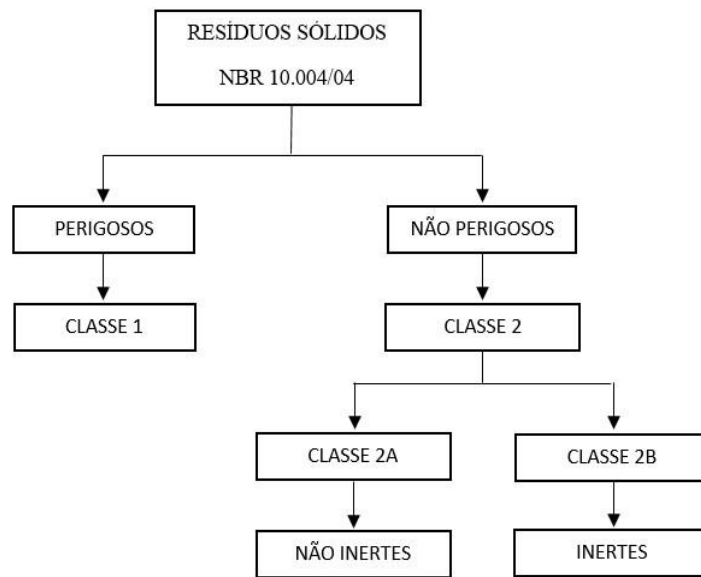 RESÍDUOS SÓLIDOS
NBR 10.004/04
PERIGOSOS
NÃO PERIGOSOS
CLASSE 1
CLASSE 2
CLASSE 2A
CLASSE 2B
NÃO INERTES
INERTES